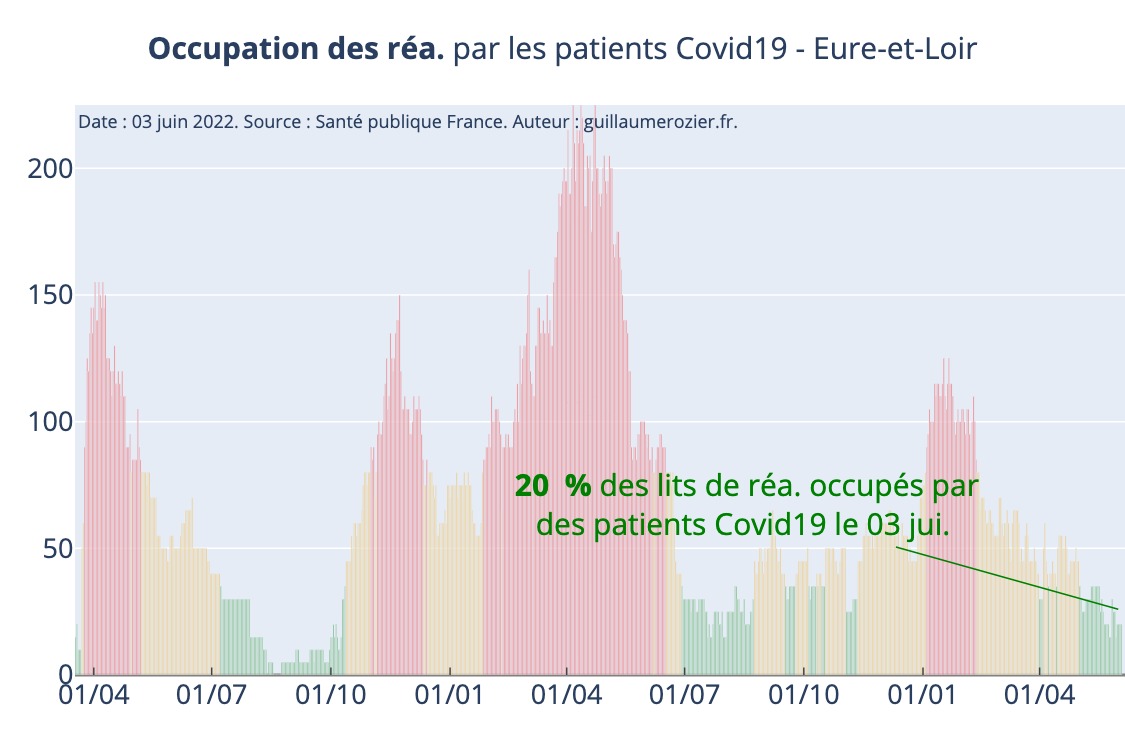 Occupation des réa. par les patients Covid19 - Eure-et-Loir
Date : 03 juin 2022. Source : Santé publique France. Auteur : guillaumerozier.fr.
200
150
100
50
0
20 % des lits de réa. occupés par
des patients Covid19 le 03 jui.
01/04 01/07 01/10 01/01 01/04 01/07 01/10 01/01 01/04